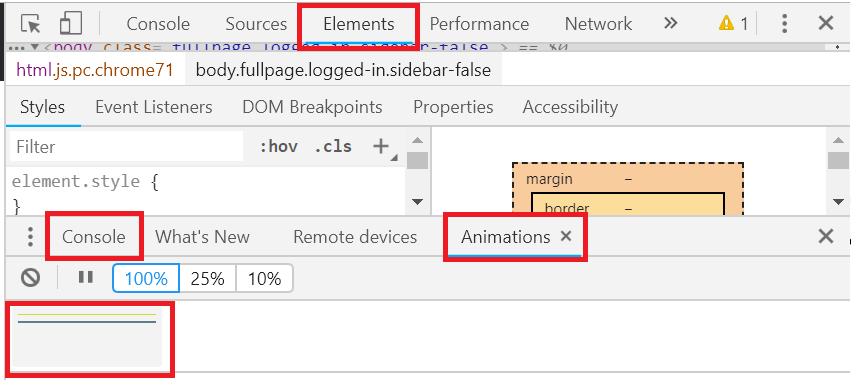 Console Sources Elements Performance Network » 1
... ▼<body class= fullpage logged-in sidebar-false > == $0
html.js.pc.chrome71 body.fullpage.logged-in.sidebar-false
Styles Event Listeners DOM Breakpoints Properties Accessibility
Filter :hov .cls +
element.style {
}
margin –
border –
Console What's New Remote devices Animations ×
100% 25% 10%